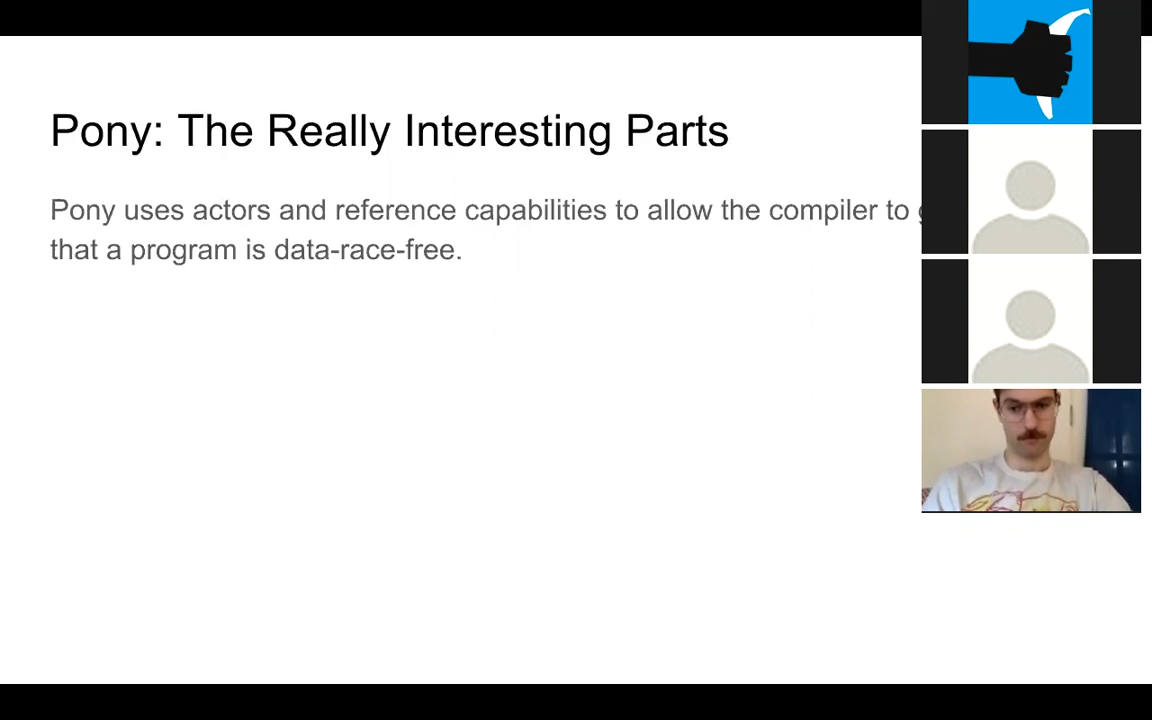 Pony: The Really Interesting Parts
Pony uses actors and reference capabilities to allow the compiler to
that a program is data-race-free.